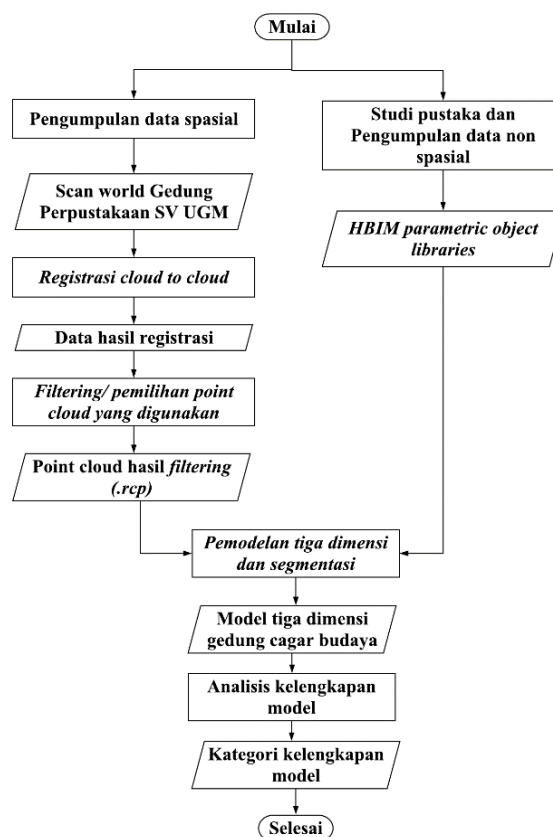 Mulai
Pengumpulan data spasial
Scan world Gedung
Perpustakaan SV UGM
Registrasi cloud to cloud
Data hasil registrasi
Filtering/ pemilihan point
cloud yang digunakan
Point cloud hasil filtering
(.rcp)
Studi pustaka dan
Pengumpulan data non
spasial
HBIM parametric object
libraries
Pemodelan tiga dimensi
dan segmentasi
Model tiga dimensi
gedung cagar budaya
Analisis kelengkapan
model
Kategori kelengkapan
model
Selesai